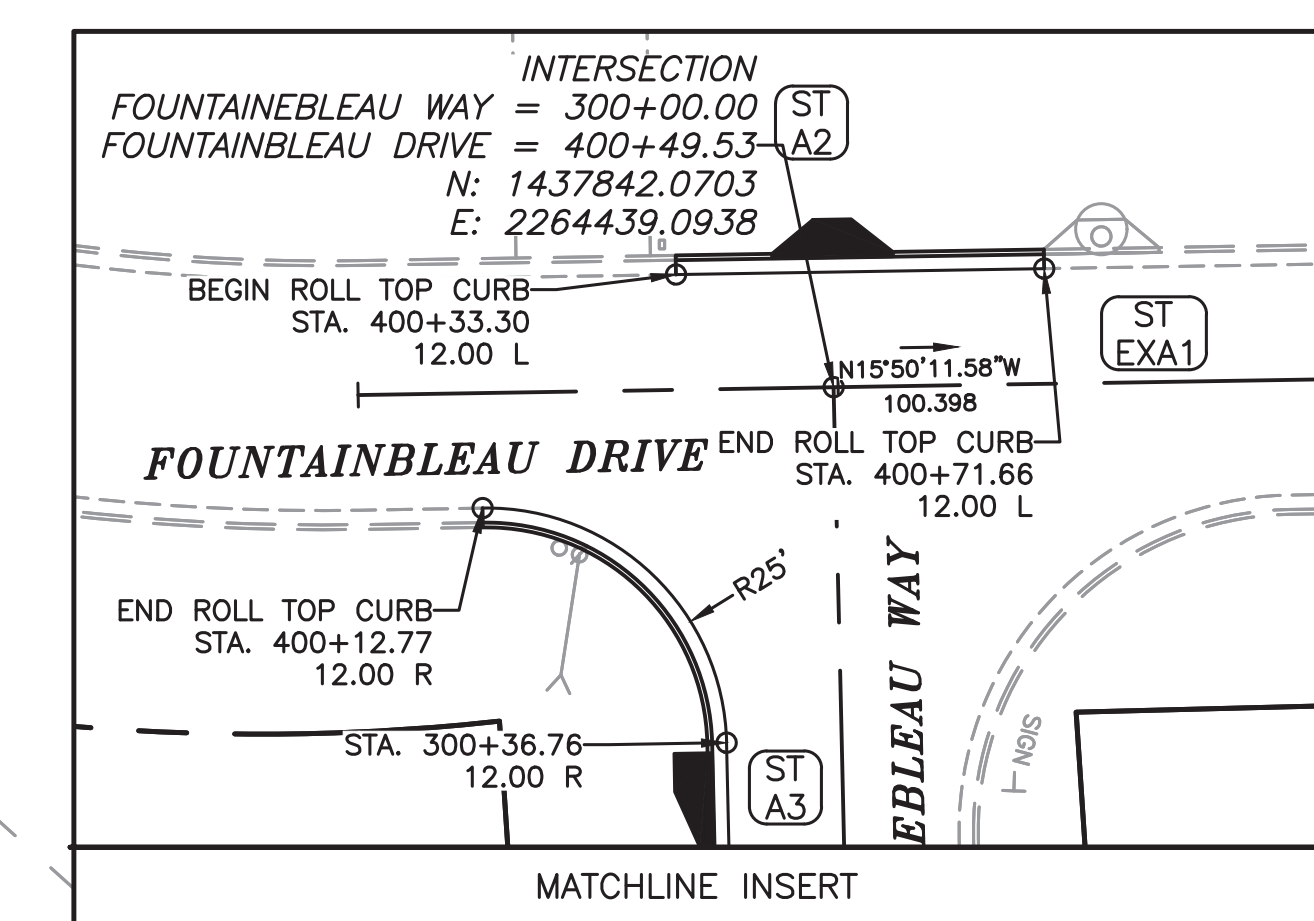 INTERSECTION
FOUNTAINEBLEAU WAY = 300+00.00
FOUNTAINBLEAU DRIVE = 400+49.53
N: 1437842.0703
E: 2264439.0938
ST
A2
BEGIN ROLL TOP CURB
STA. 400+33.30
12.00 L
ST
EXA1
N15°50'11.58"W
100.398
FOUNTAINBLEAU DRIVE
END ROLL TOP CURB
STA. 400+71.66
12.00 L
R25'
END ROLL TOP CURB
STA. 400+12.77
12.00 R
EBLEAU WAY
SIGN
STA. 300+36.76
12.00 R
ST
A3
MATCHLINE INSERT